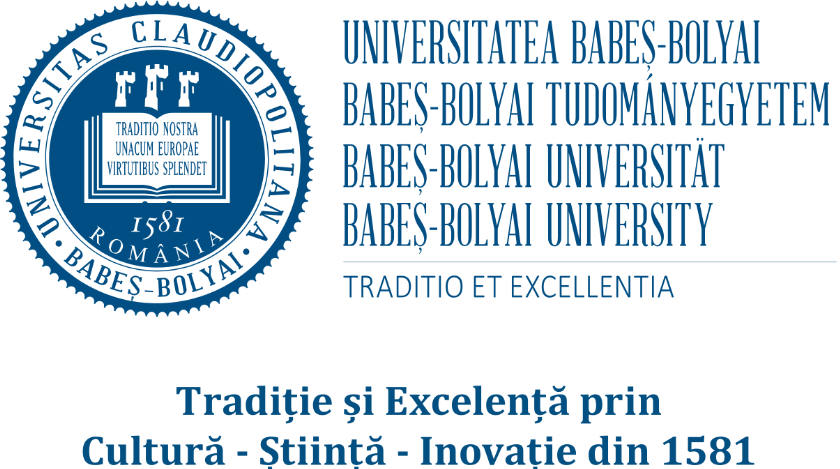 UNIVERSITAS CLAUDIOPOLITANA
TRADITIO NOSTRA
UNACUM EUROPAE
VIRTUTIBUS SPLENDET
1581
ROMÂNIA
· BABEȘ-BOLYAI ·
UNIVERSITATEA BABEȘ-BOLYAI
BABEȘ-BOLYAI TUDOMÁNYEGYETEM
BABEȘ-BOLYAI UNIVERSITÄT
BABEȘ-BOLYAI UNIVERSITY
TRADITIO ET EXCELLENTIA
Tradiție și Excelență prin
Cultură - Știință - Inovație din 1581